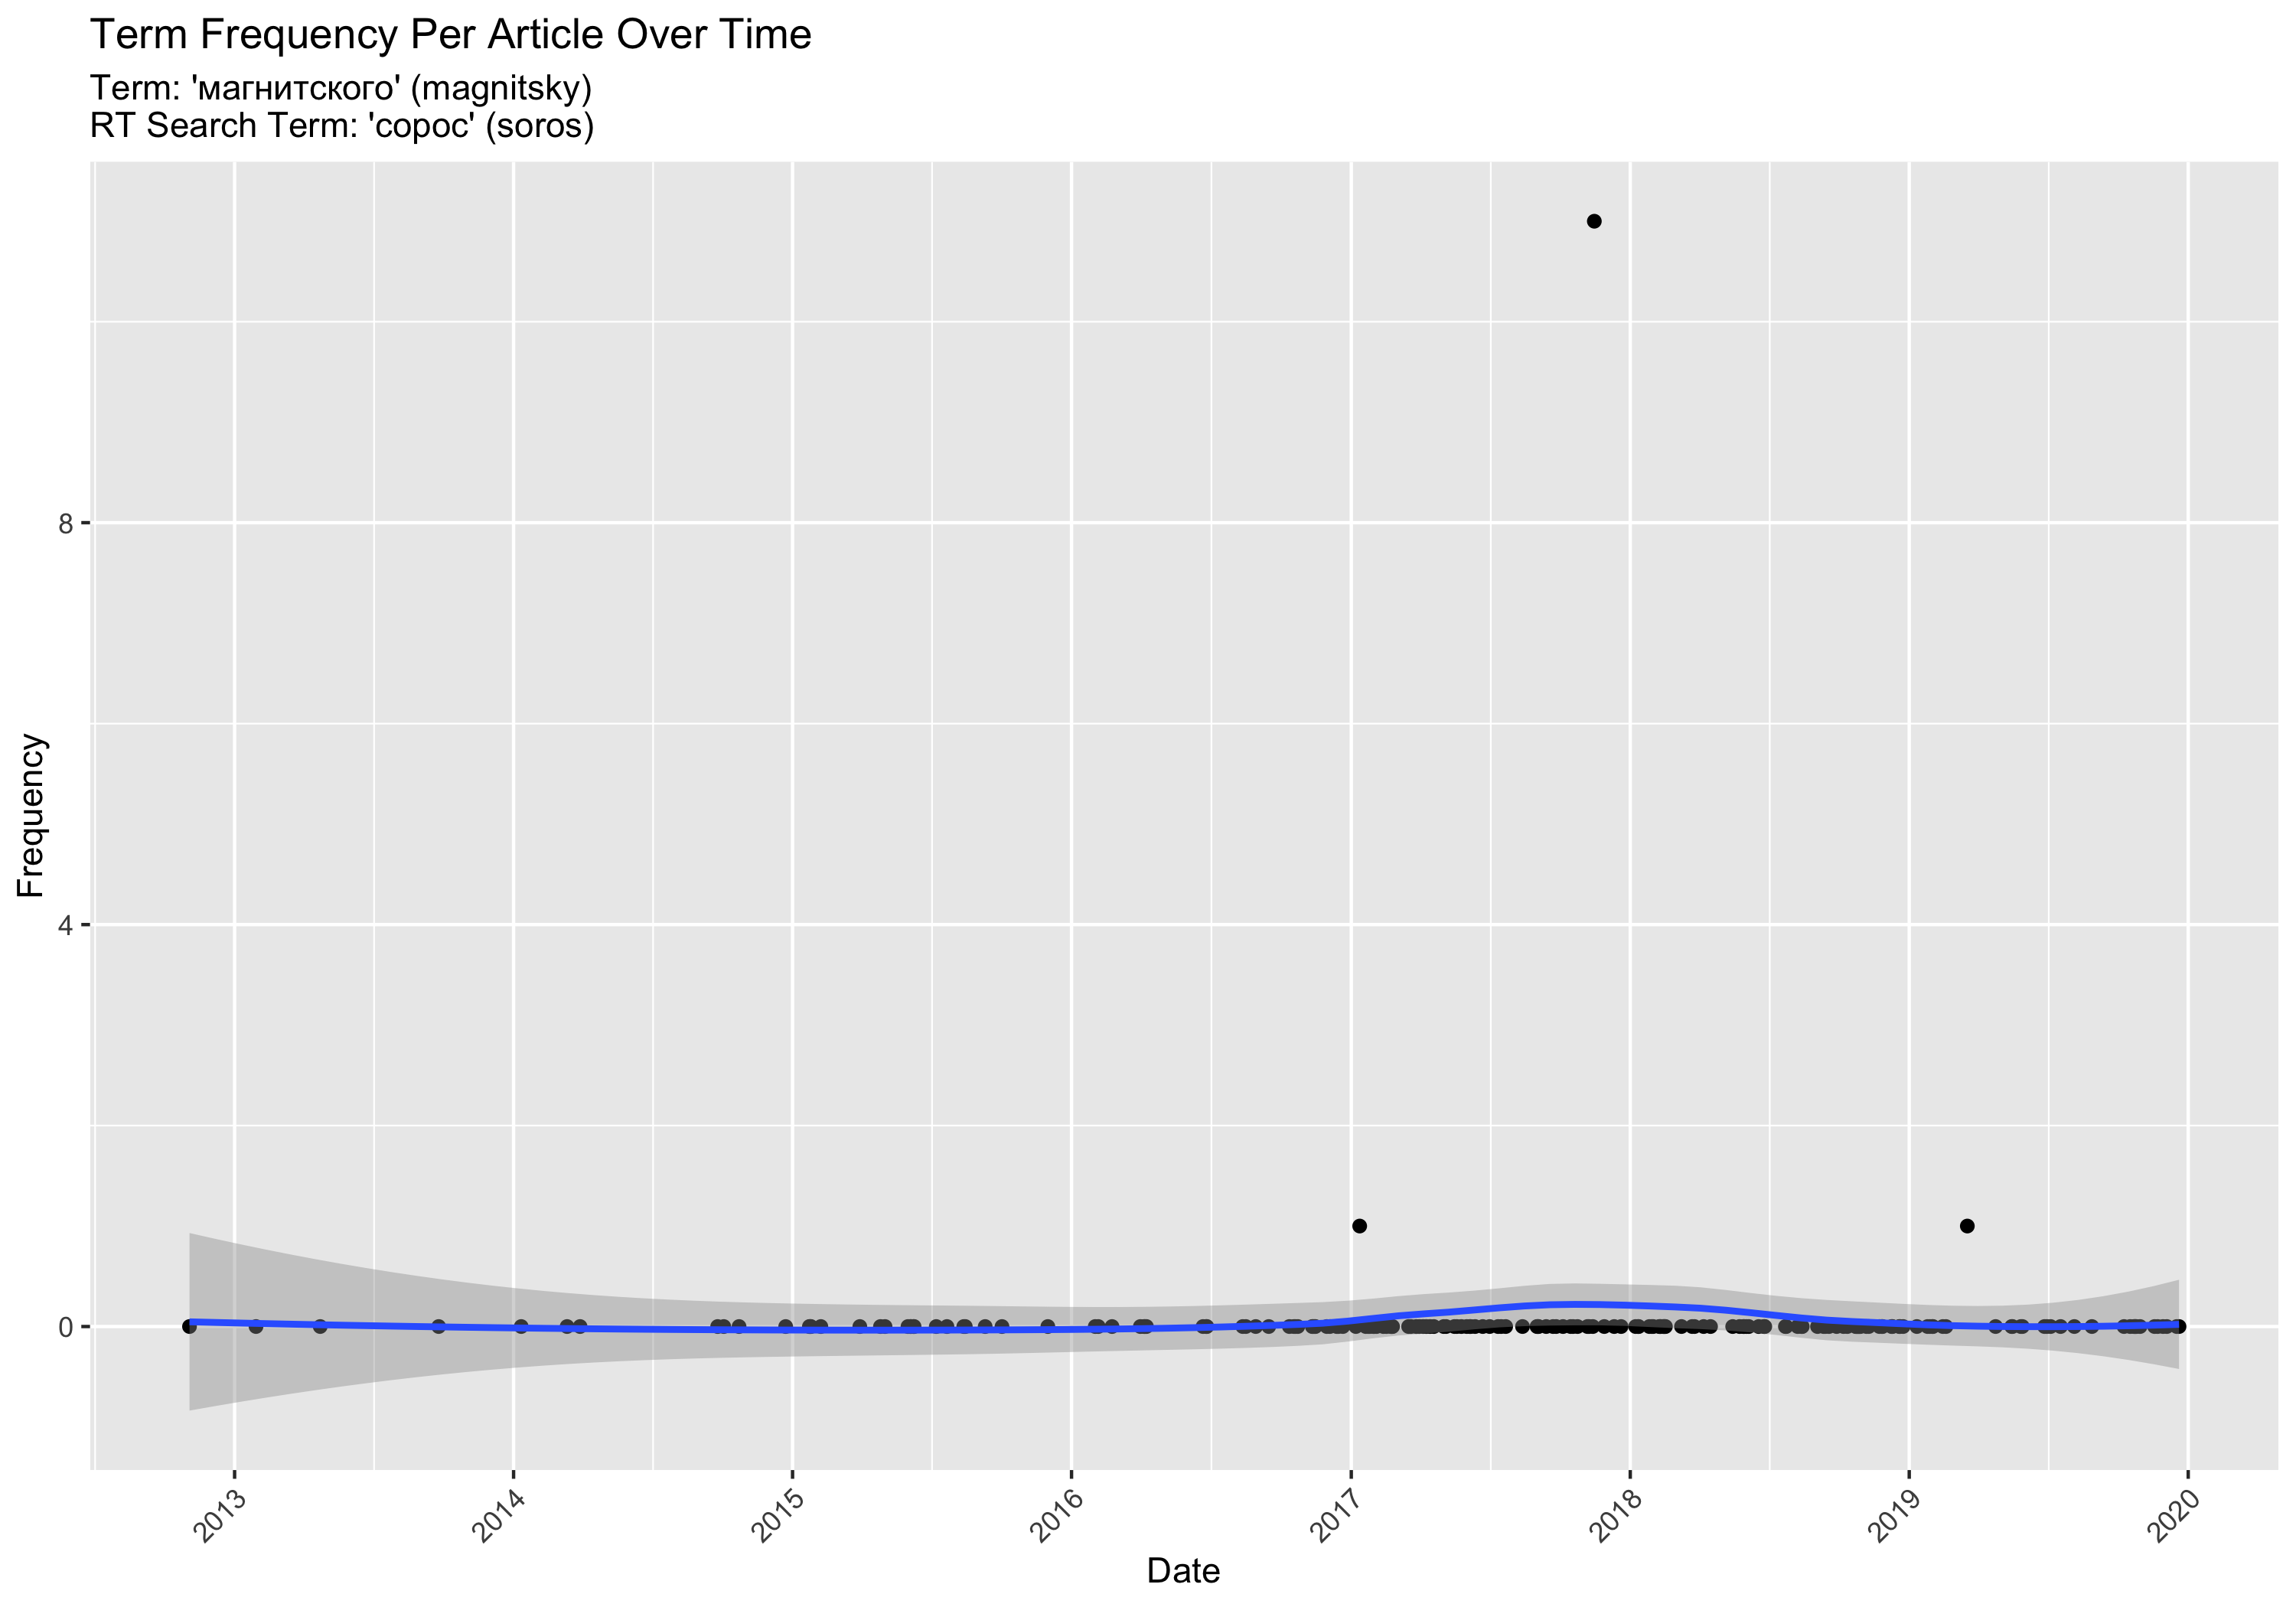 Term Frequency Per Article Over Time
Term: 'магнитского' (magnitsky)
RT Search Term: 'сорос' (soros)
Frequency
8
4
0
2013
2014
2015
2016
2017
2018
2019
2020
Date